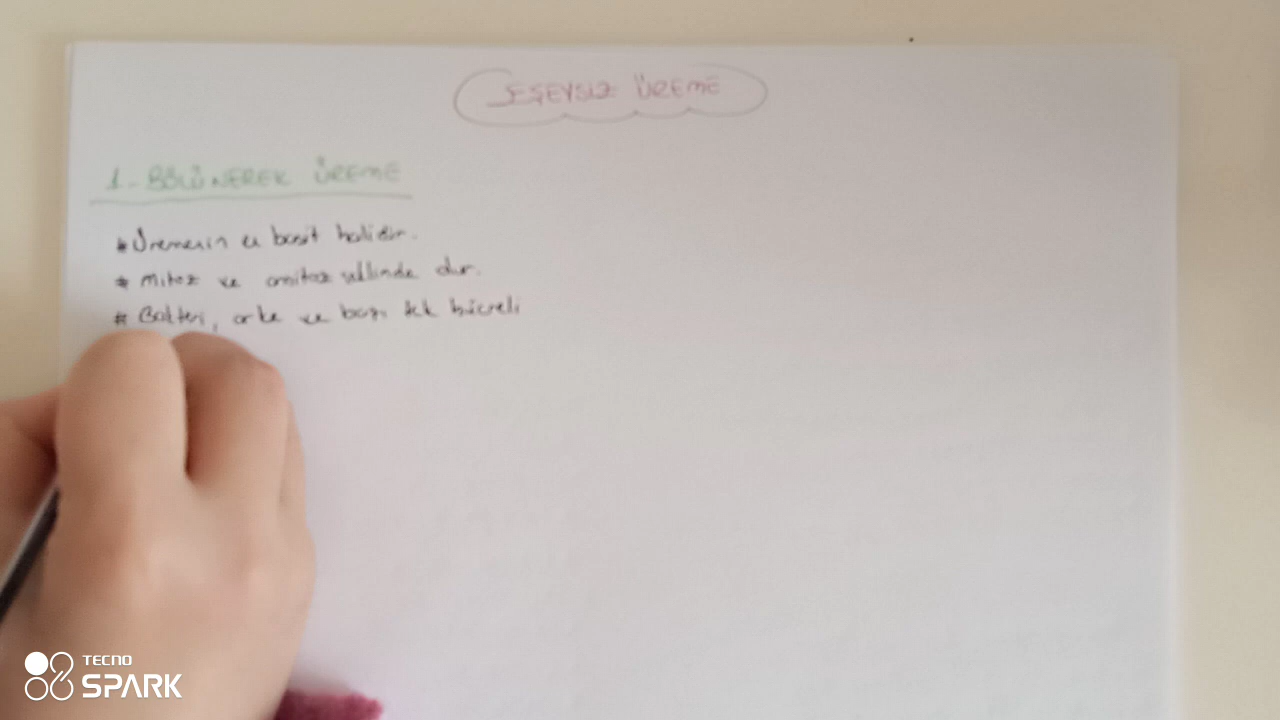 EŞEYSİZ ÜREME
1- BÖLÜNEREK ÜREME
* Üremenin en basit halidir.
* Mitoz ve amitoz şeklinde dir.
* Bakteri, arke ve bazı tek hücreli
TECNO
SPARK